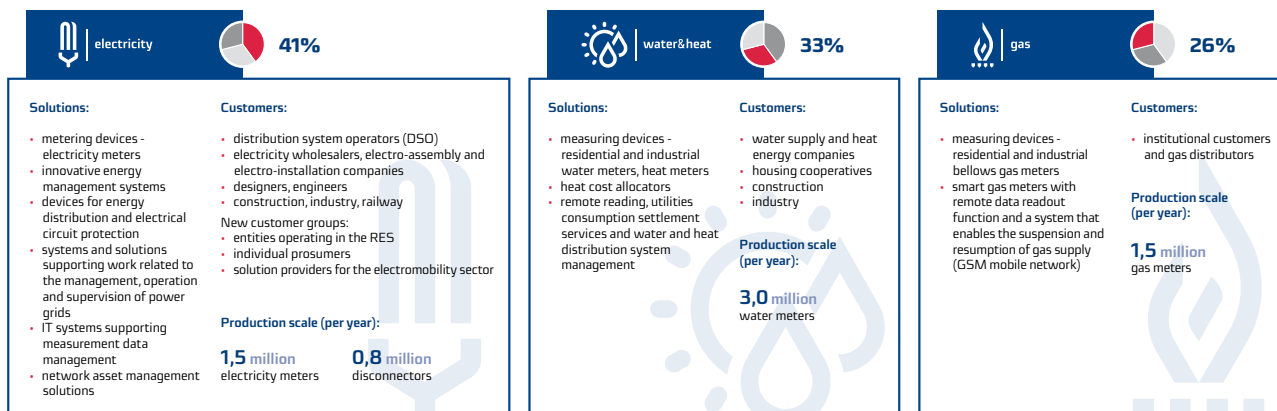 electricity
41%
Solutions:
• metering devices -
electricity meters
• innovative energy
management systems
• devices for energy
distribution and electrical
circuit protection
• systems and solutions
supporting work related to
the management, operation
and supervision of power
grids
• IT systems supporting
measurement data
management
• network asset management
solutions
Customers:
• distribution system operators (DSO)
• electricity wholesalers, electro-assembly and
electro-installation companies
• designers, engineers
• construction, industry, railway
New customer groups:
• entities operating in the RES
• individual prosumers
• solution providers for the electromobility sector
Production scale (per year):
1,5 million
electricity meters
0,8 million
disconnectors
water&heat
33%
Solutions:
• measuring devices -
residential and industrial
water meters, heat meters
• heat cost allocators
• remote reading, utilities
consumption settlement
services and water and heat
distribution system
management
Customers:
• water supply and heat
energy companies
• housing cooperatives
• construction
• industry
Production scale
(per year):
3,0 million
water meters
gas
26%
Solutions:
• measuring devices -
residential and industrial
bellows gas meters
• smart gas meters with
remote data readout
function and a system that
enables the suspension and
resumption of gas supply
(GSM mobile network)
Customers:
• institutional customers
and gas distributors
Production scale
(per year):
1,5 million
gas meters